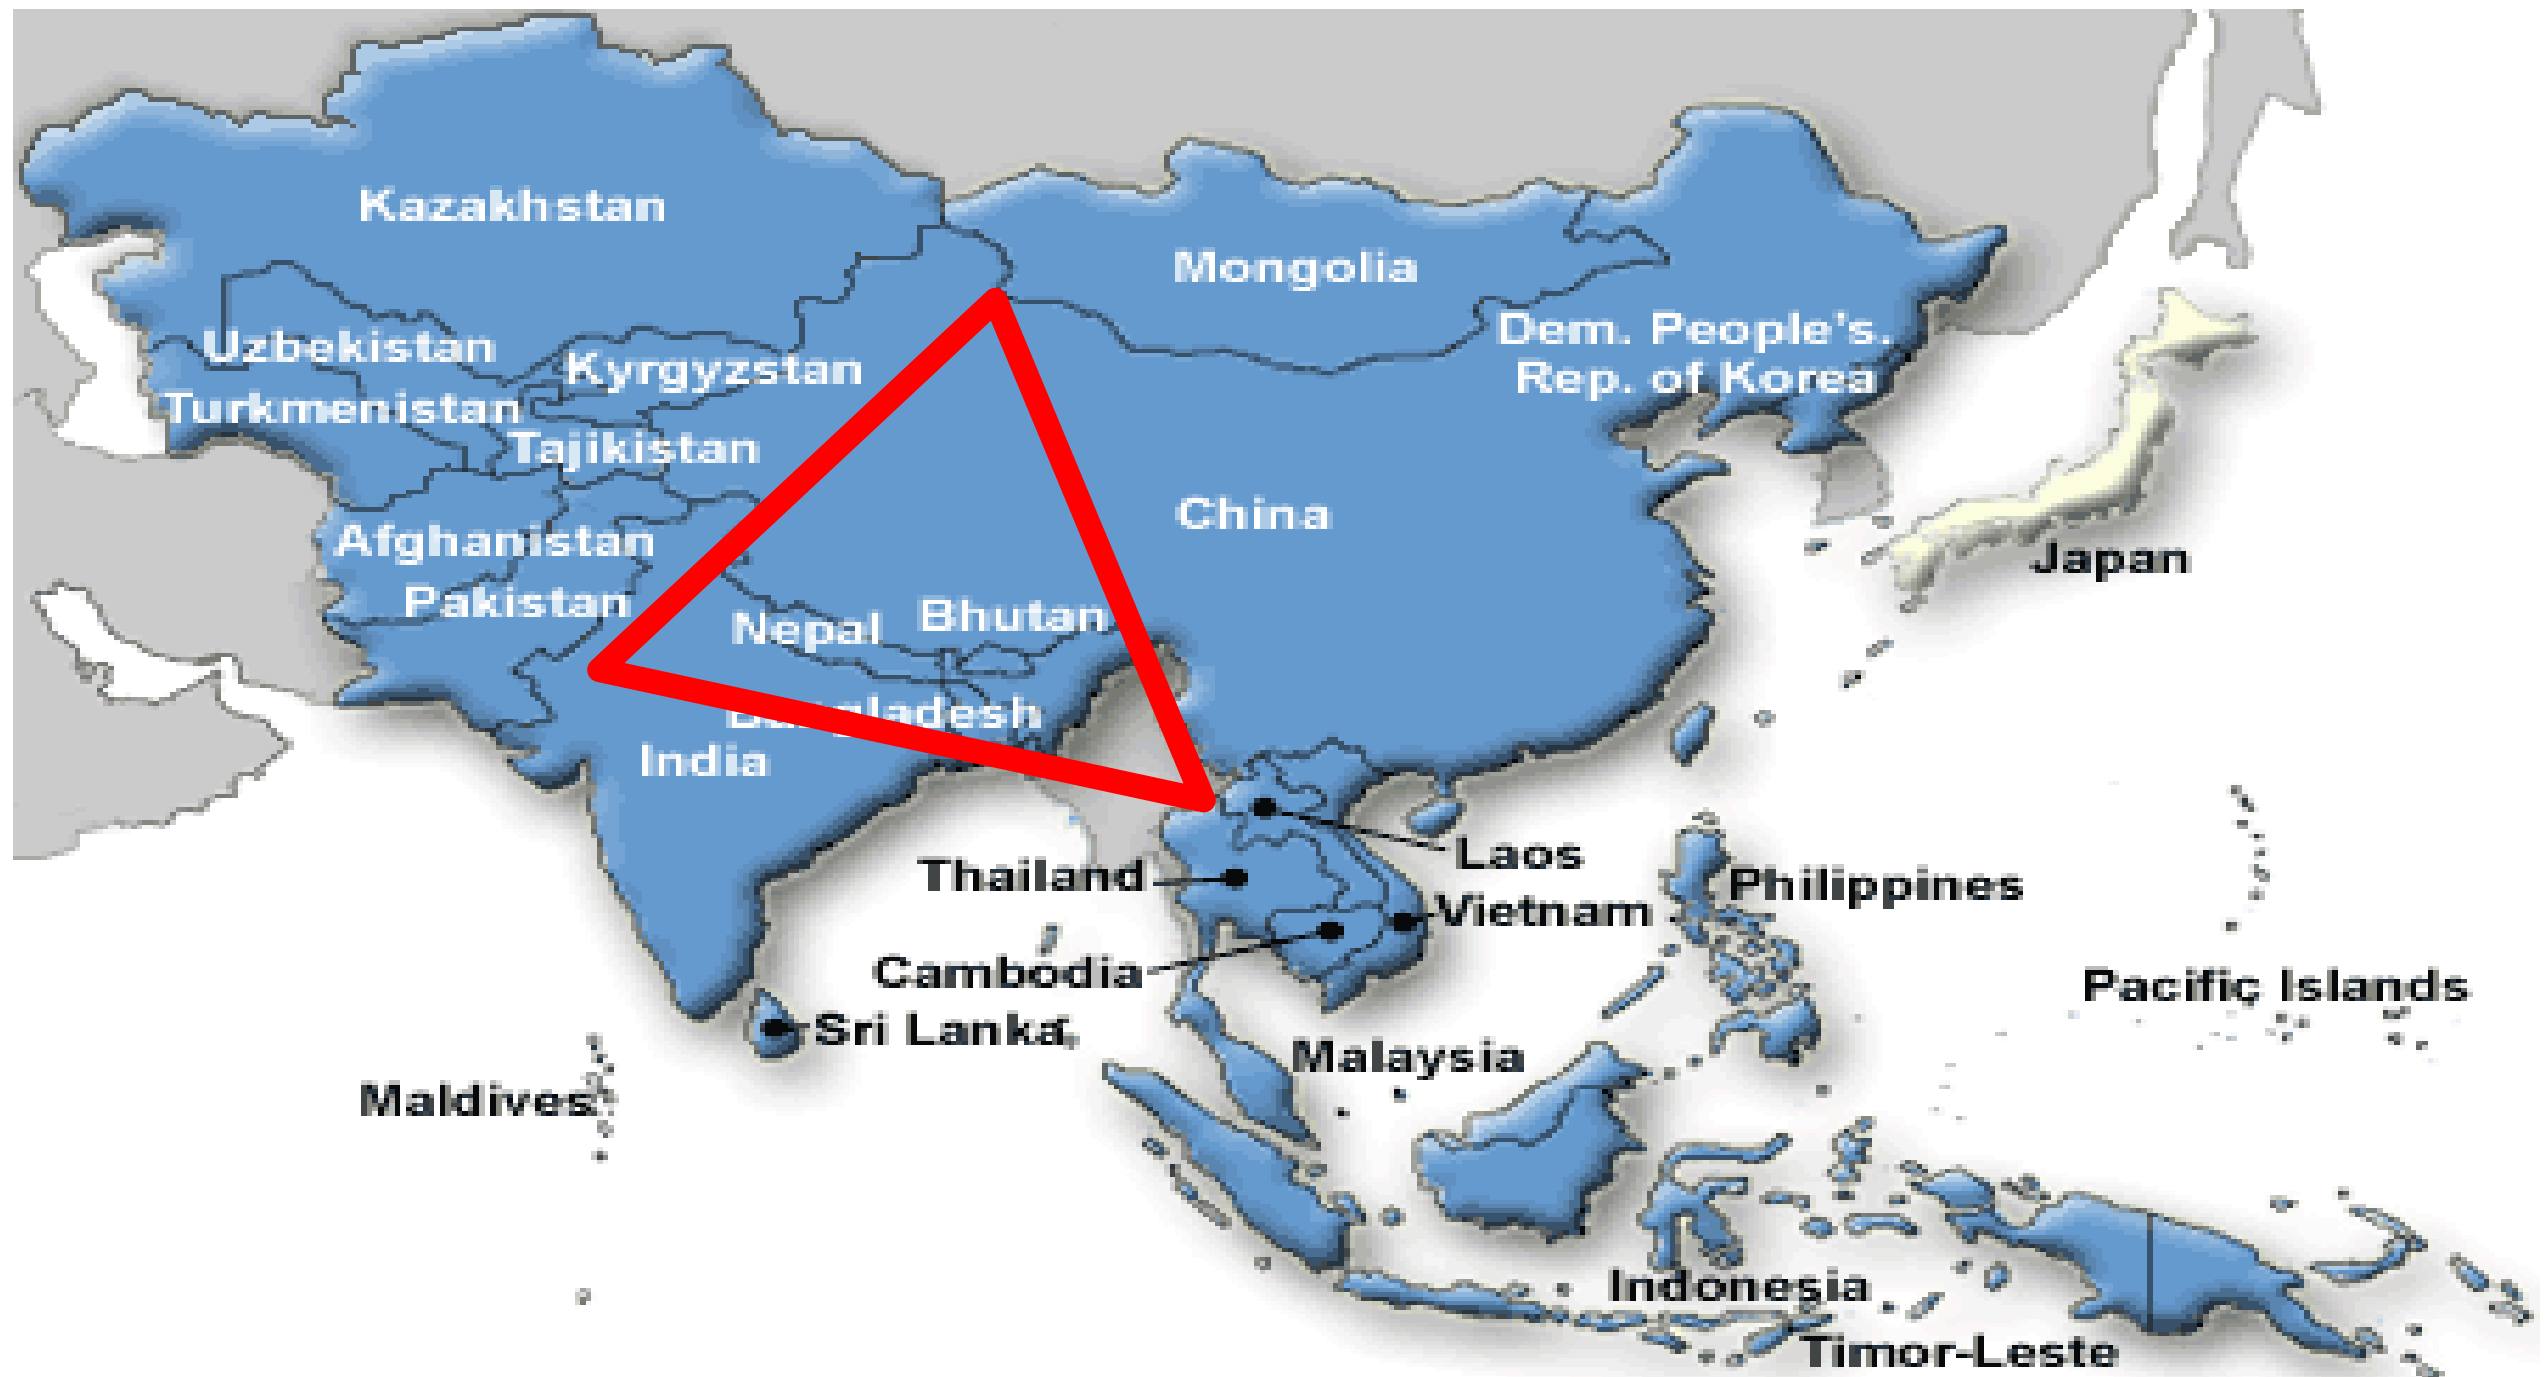 Kazakhstan
Mongolia
Uzbekistan
Kyrgyzstan
Dem. People's.
Rep. of Korea
Turkmenistan
Tajikistan
China
Afghanistan
Japan
Pakistan
Nepal
Bhutan
Bangladesh
India
Laos
Thailand
Philippines
Vietnam
Cambodia
Pacific Islands
Sri Lanka
Malaysia
Maldives
Indonesia
Timor-Leste